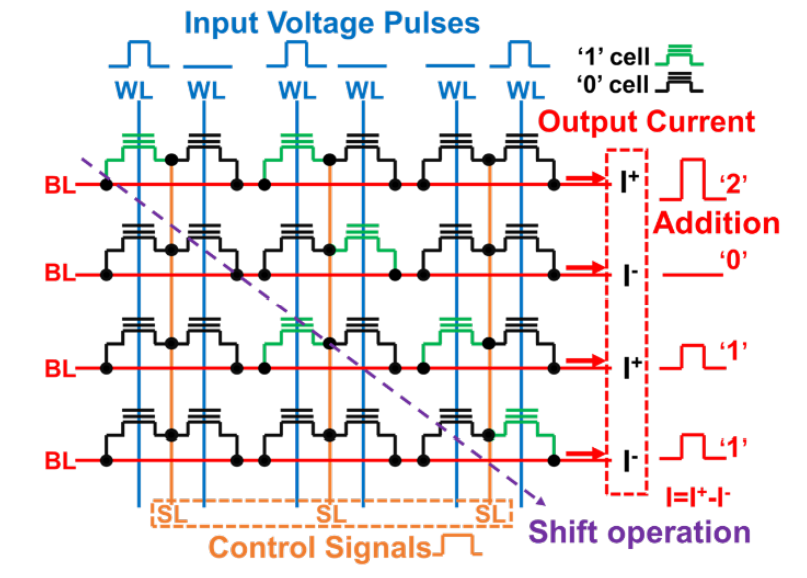 Input Voltage Pulses
WL WL WL WL WL WL
'1' cell
'0' cell
Output Current
BL I⁺ '2'
Addition
BL I⁻ '0'
BL I⁺ '1'
BL I⁻ '1'
I=I⁺-I⁻
SL SL SL
Shift operation
Control Signals